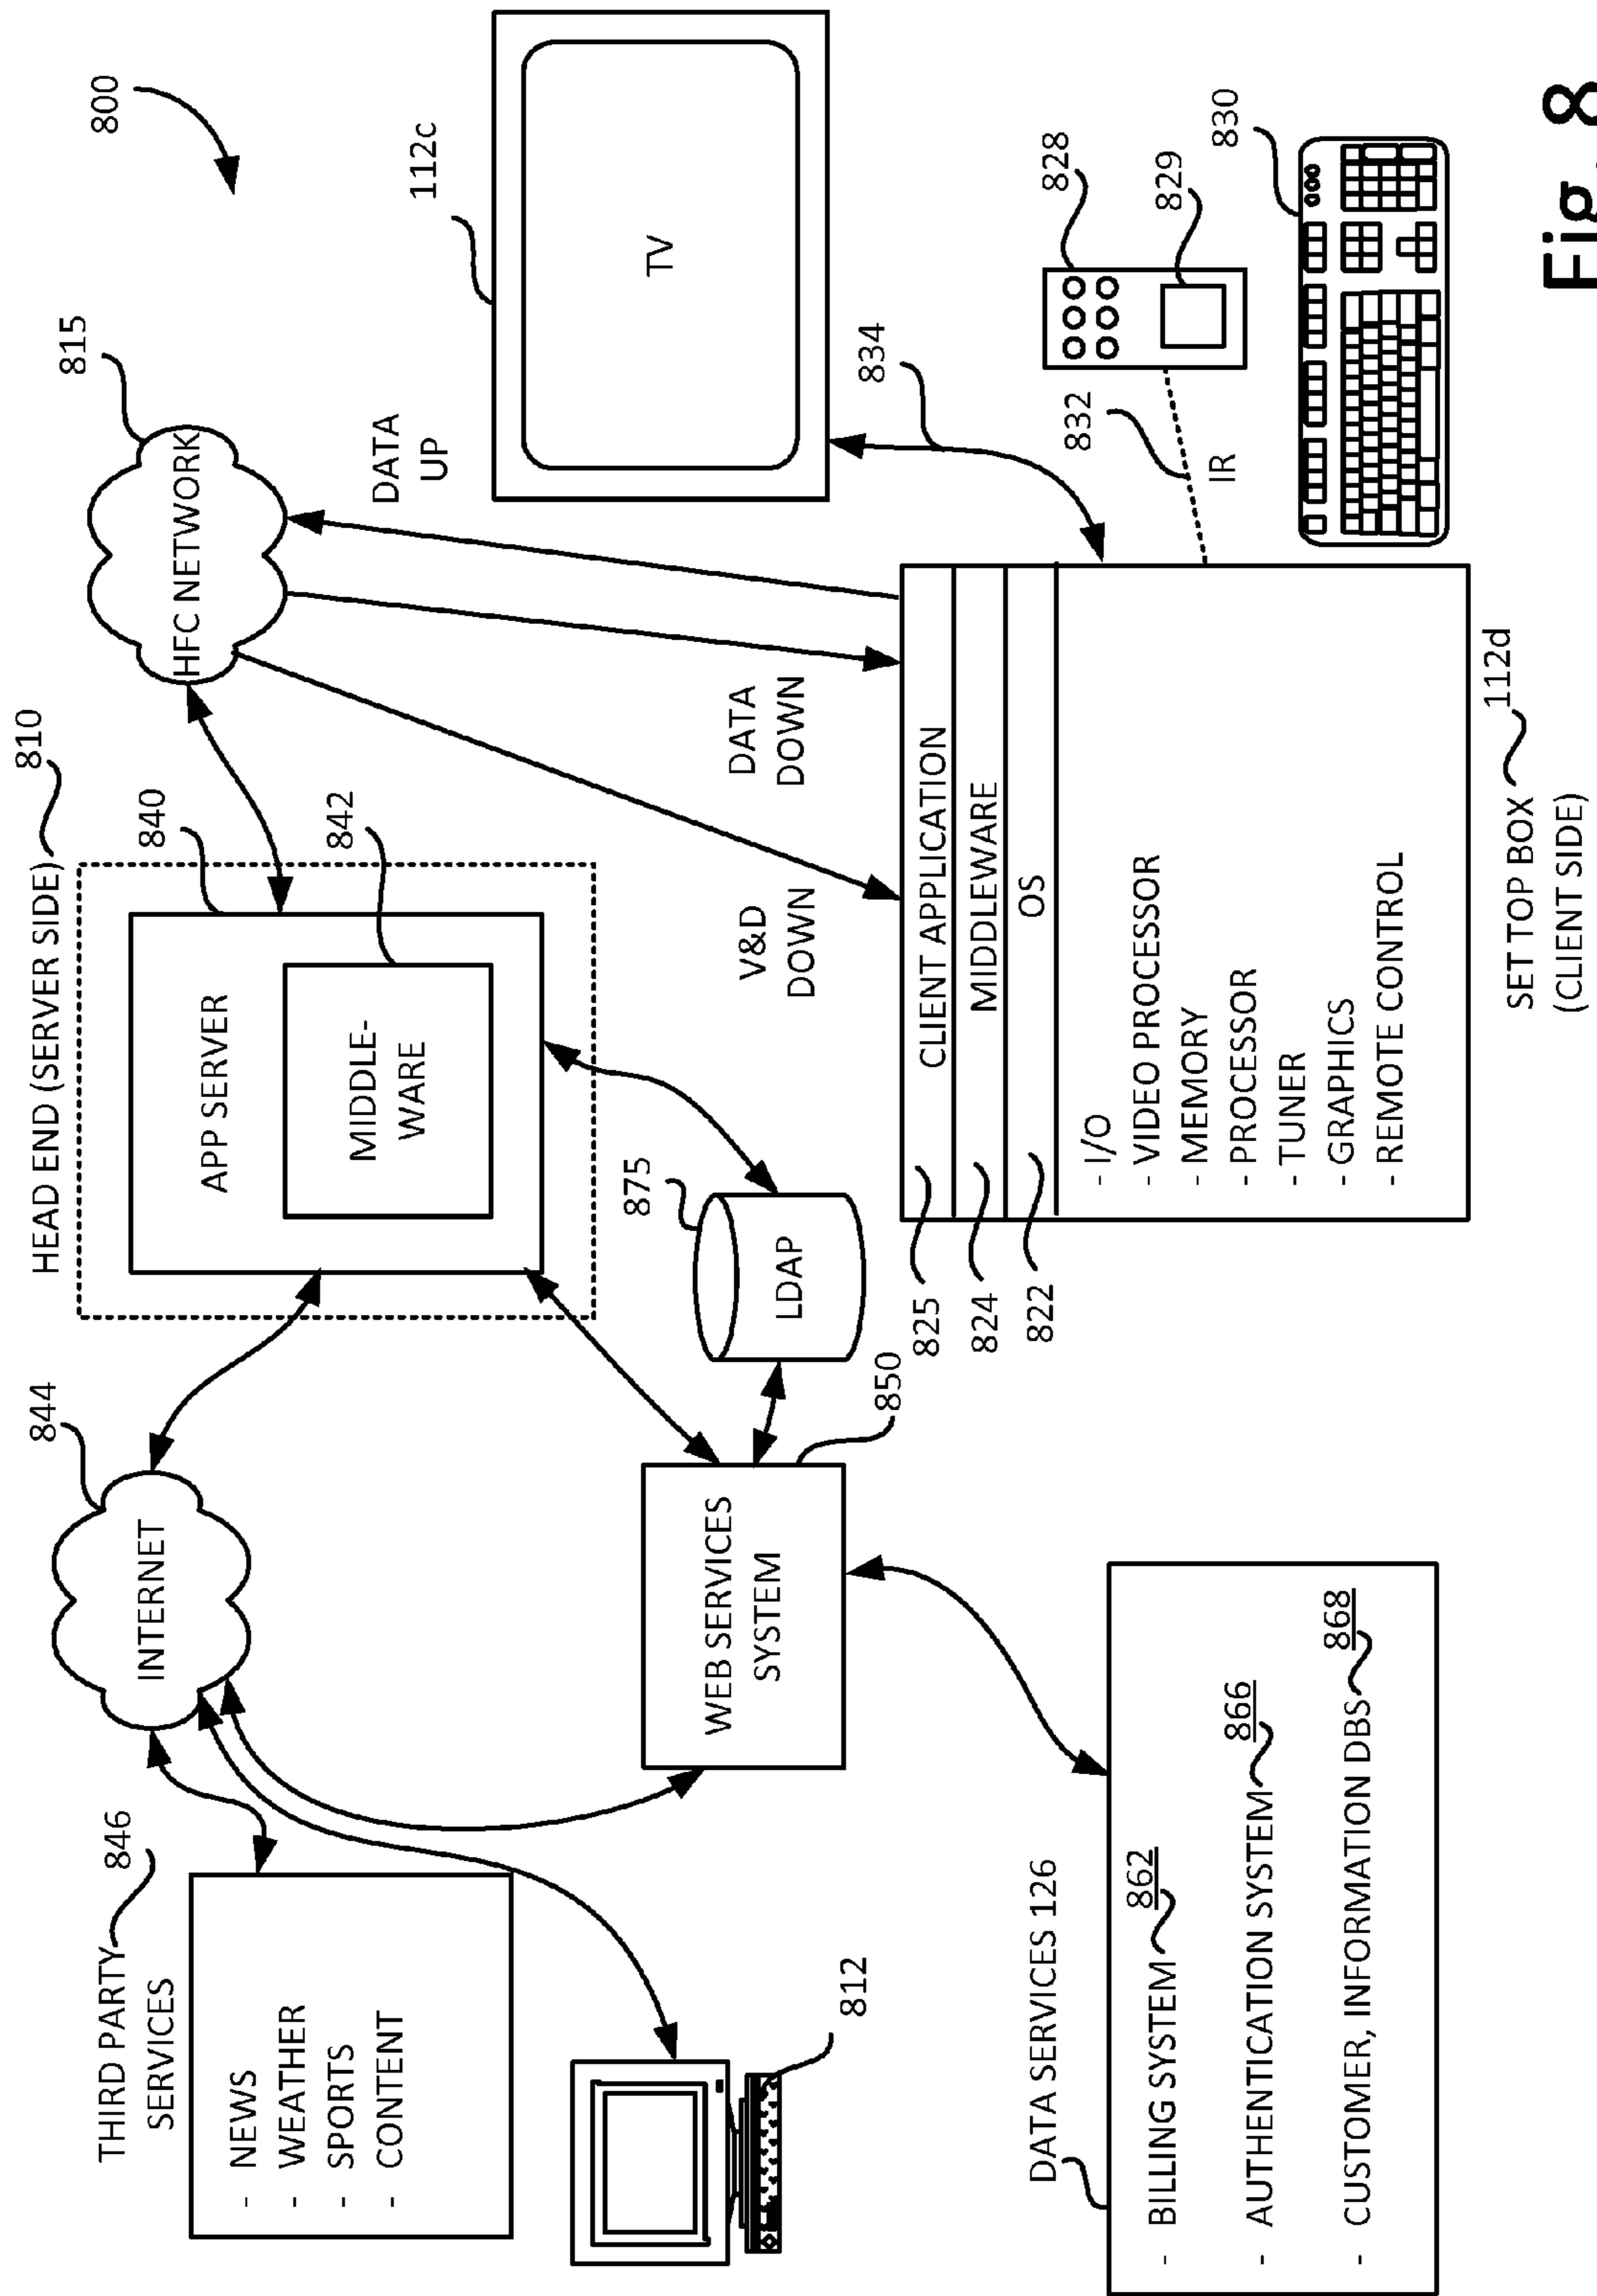 800
HEAD END (SERVER SIDE)
810
815
HFC NETWORK
844
INTERNET
840
APP SERVER
842
MIDDLE-
WARE
THIRD PARTY
SERVICES
846
- NEWS
- WEATHER
- SPORTS
- CONTENT
DATA
UP
112c
TV
875
LDAP
WEB SERVICES
SYSTEM
850
V&D
DOWN
DATA
DOWN
834
812
828
829
832
IR
830
825
CLIENT APPLICATION
824
MIDDLEWARE
822
OS
- I/O
- VIDEO PROCESSOR
- MEMORY
- PROCESSOR
- TUNER
- GRAPHICS
- REMOTE CONTROL
SET TOP BOX
(CLIENT SIDE)
112d
DATA SERVICES 126
- BILLING SYSTEM 862
- AUTHENTICATION SYSTEM 866
- CUSTOMER, INFORMATION DBS 868
Fig. 8